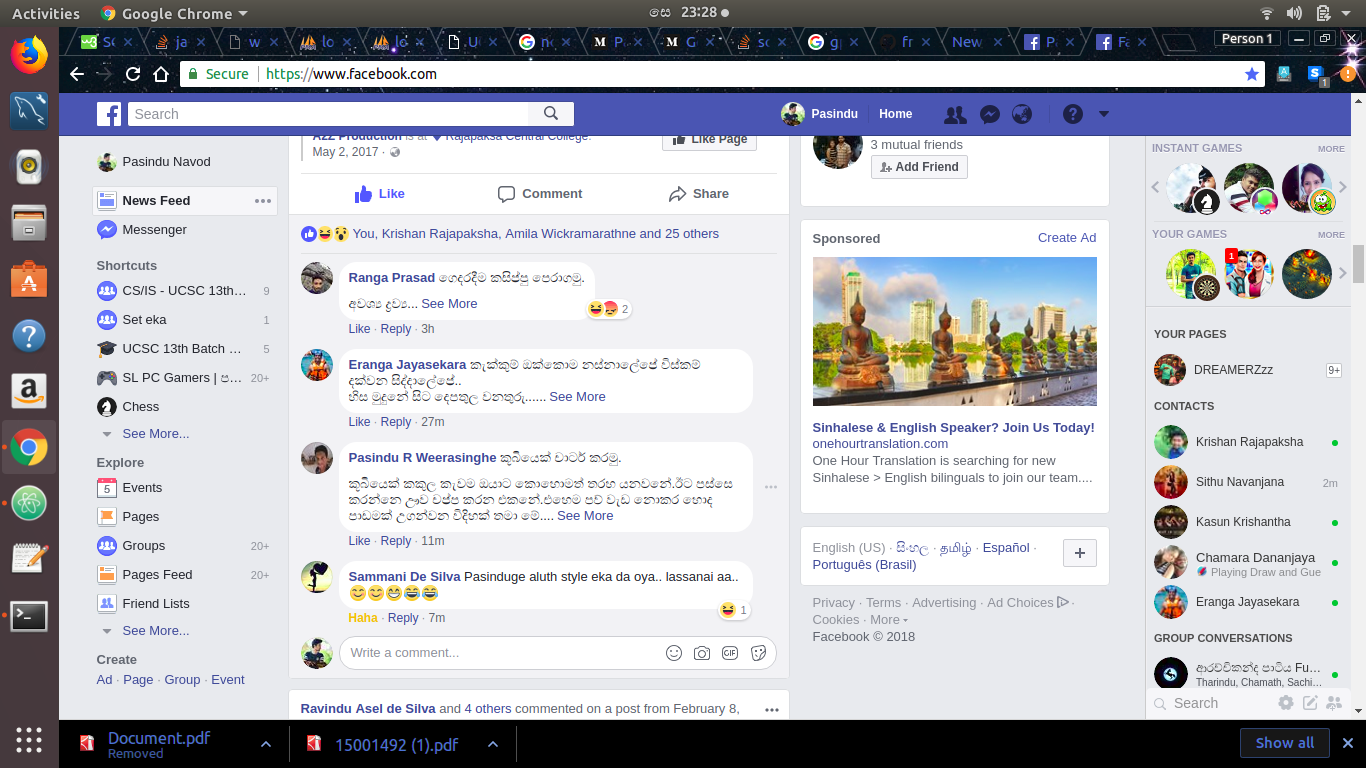 Activities
Google Chrome
සෙ 23:28
Person 1
Secure
https://www.facebook.com
Search
Pasindu
Home
Pasindu Navod
News Feed
Messenger
Shortcuts
CS/IS - UCSC 13th... 9
Set eka 1
UCSC 13th Batch ... 5
SL PC Gamers | ප... 20+
Chess
See More...
Explore
Events
Pages
Groups 20+
Pages Feed 20+
Friend Lists
See More...
Create
Ad · Page · Group · Event
AZZ Production is at Rajapaksa Central College.
May 2, 2017 ·
Like Page
Like
Comment
Share
You, Krishan Rajapaksha, Amila Wickramarathne and 25 others
Ranga Prasad ගෙදරදීම කසිප්පු පෙරාගමු.
අවශ්‍ය ද්‍රව්‍ය... See More
2
Like · Reply · 3h
Eranga Jayasekara කැක්කුම් ඔක්කොම නස්නාලේපේ විස්කම්
දක්වන සිද්දාලේපේ..
හිස මුදුනේ සිට දෙපතුල වනතුරු...... See More
Like · Reply · 27m
Pasindu R Weerasinghe කුඹියෙක් වාටර් කරමු.
කුඹියෙක් කකුල කෑවම ඔයාට කොහොමත් තරහ යනවනේ.ඊට පස්සෙ
කරන්නෙ ඌව චප්ප කරන එකනේ.එහෙම පව් වැඩ නොකර හොද
පාඩමක් උගන්වන විදිහක් තමා මේ.... See More
Like · Reply · 11m
Sammani De Silva Pasinduge aluth style eka da oya.. lassanai aa..
1
Haha · Reply · 7m
Write a comment...
GIF
Ravindu Asel de Silva and 4 others commented on a post from February 8,
3 mutual friends
Add Friend
Sponsored
Create Ad
Sinhalese & English Speaker? Join Us Today!
onehourtranslation.com
One Hour Translation is searching for new
Sinhalese > English bilinguals to join our team....
English (US) · සිංහල · தமிழ் · Español ·
Português (Brasil)
Privacy · Terms · Advertising · Ad Choices ·
Cookies · More
Facebook © 2018
INSTANT GAMES
MORE
YOUR GAMES
MORE
1
YOUR PAGES
DREAMERZzz 9+
CONTACTS
Krishan Rajapaksha
Sithu Navanjana 2m
Kasun Krishantha
Chamara Dananjaya
Playing Draw and Gue
Eranga Jayasekara
GROUP CONVERSATIONS
ආරච්චිකන්ද පාටිය Fu...
Tharindu, Chamath, Sachi...
Search
Document.pdf
Removed
15001492 (1).pdf
Show all